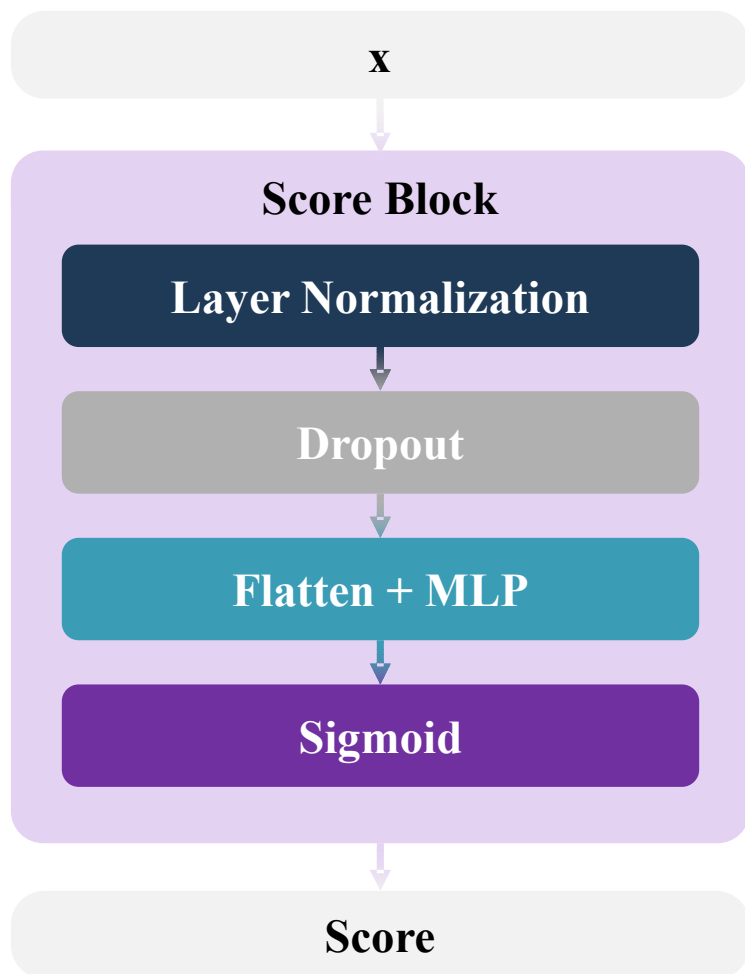 x
Score Block
Layer Normalization
Dropout
Flatten + MLP
Sigmoid
Score